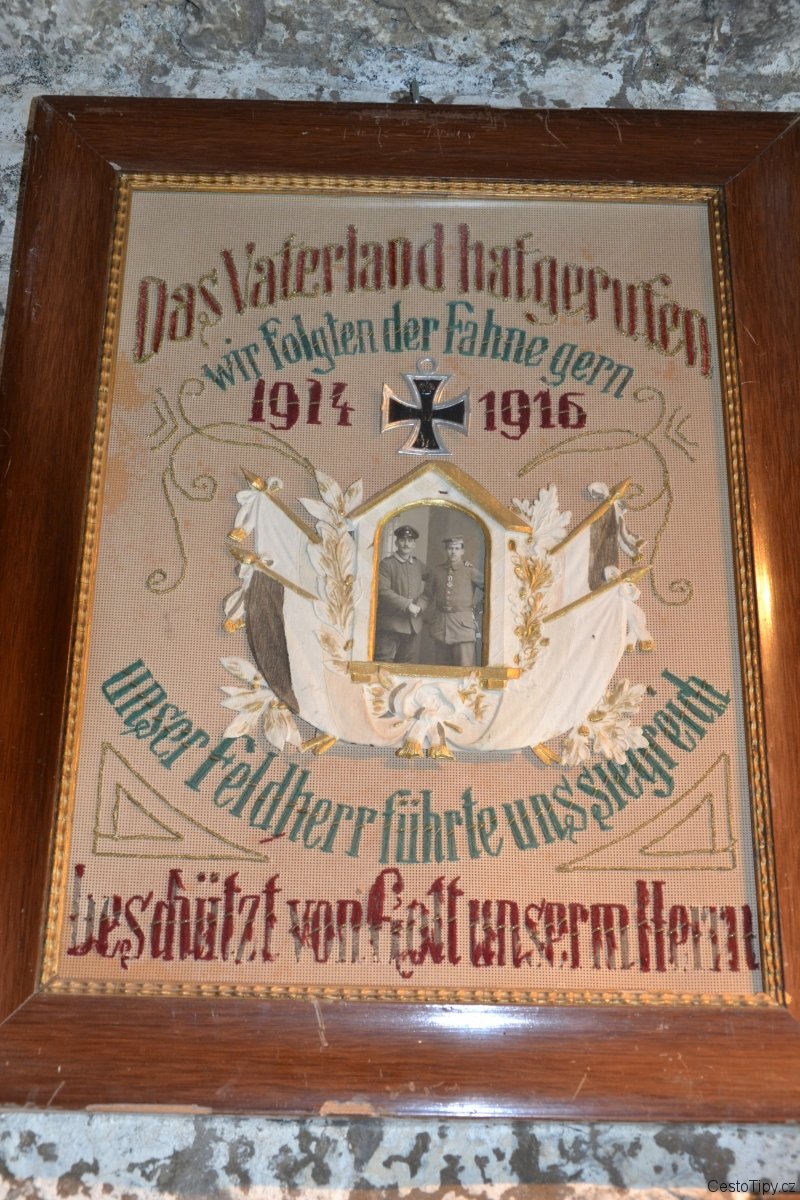 Das Vaterland hat gerufen
wir folgten der Fahne gern
1914 1916
unser Feldherr führte uns siegreich
beschützt von Gott unserm Herrn
CestoTipy.cz